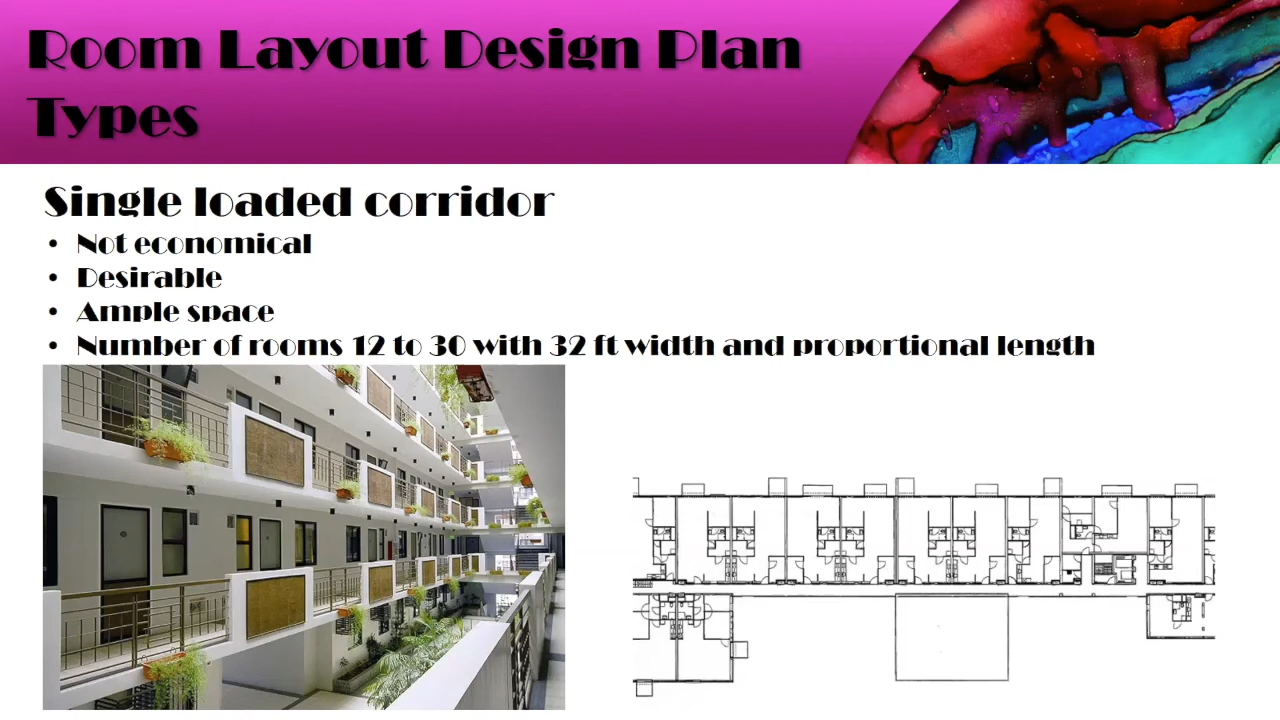 Room Layout Design Plan
Types
Single loaded corridor
• Not economical
• Desirable
• Ample space
• Number of rooms 12 to 30 with 32 ft width and proportional length